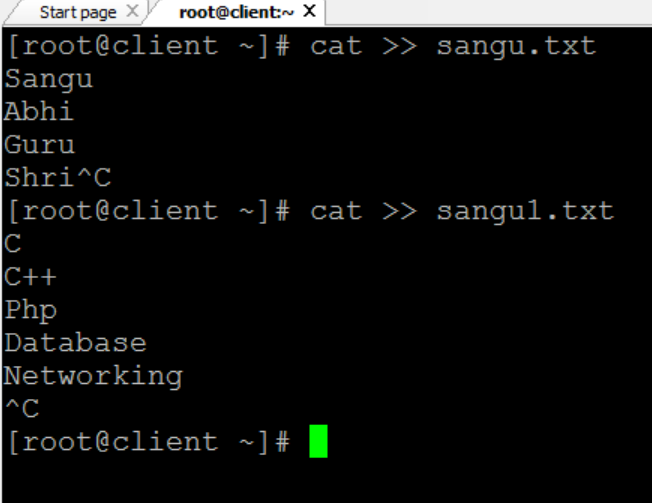 Start page X root@client:~ X
[root@client ~]# cat >> sangu.txt
Sangu
Abhi
Guru
Shri^C
[root@client ~]# cat >> sangu1.txt
C
C++
Php
Database
Networking
^C
[root@client ~]#